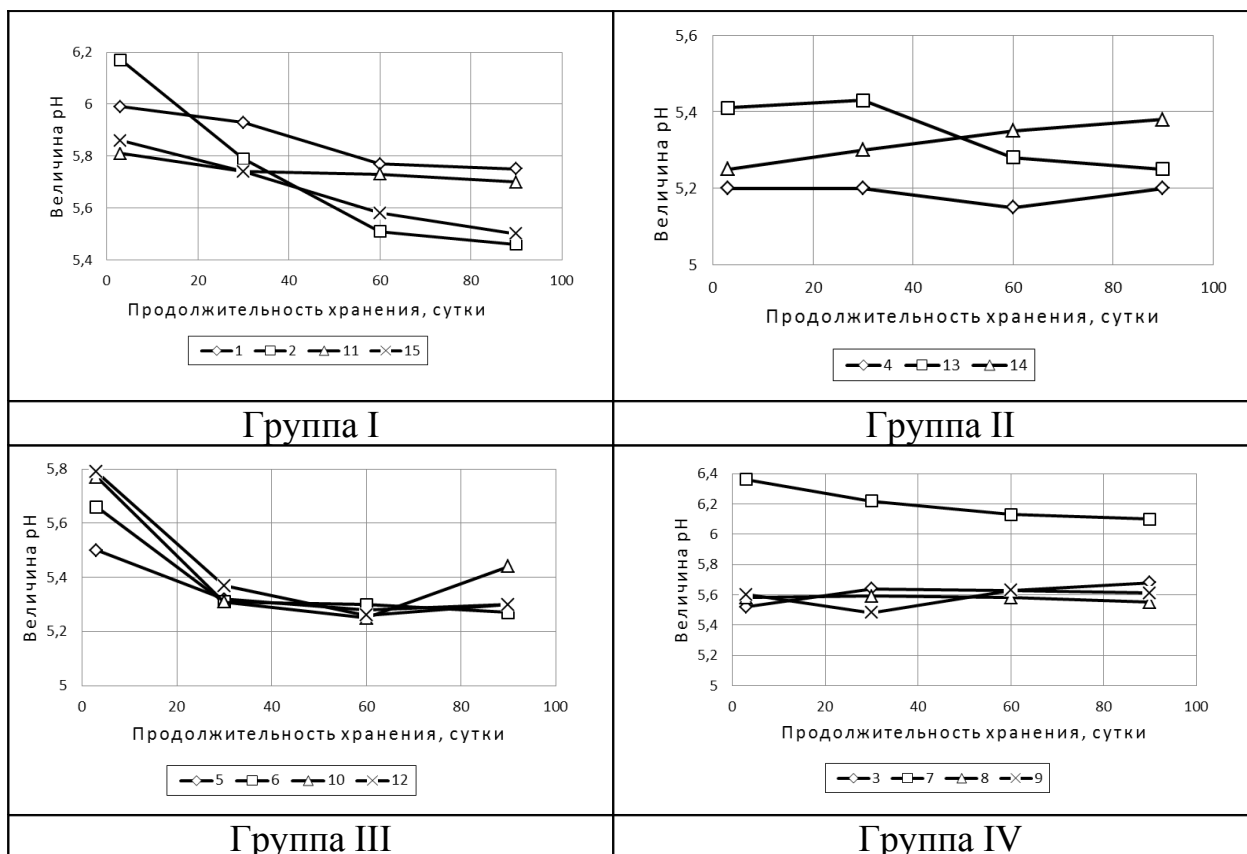 6,2
6
5,8
5,6
5,4
Величина pH
0 20 40 60 80 100
Продолжительность хранения, сутки
1 2 11 15
Группа I
5,6
5,4
5,2
5
Величина pH
0 20 40 60 80 100
Продолжительность хранения, сутки
4 13 14
Группа II
5,8
5,6
5,4
5,2
5
Величина pH
0 20 40 60 80 100
Продолжительность хранения, сутки
5 6 10 12
Группа III
6,4
6,2
6
5,8
5,6
5,4
5,2
5
Величина pH
0 20 40 60 80 100
Продолжительность хранения, сутки
3 7 8 9
Группа IV